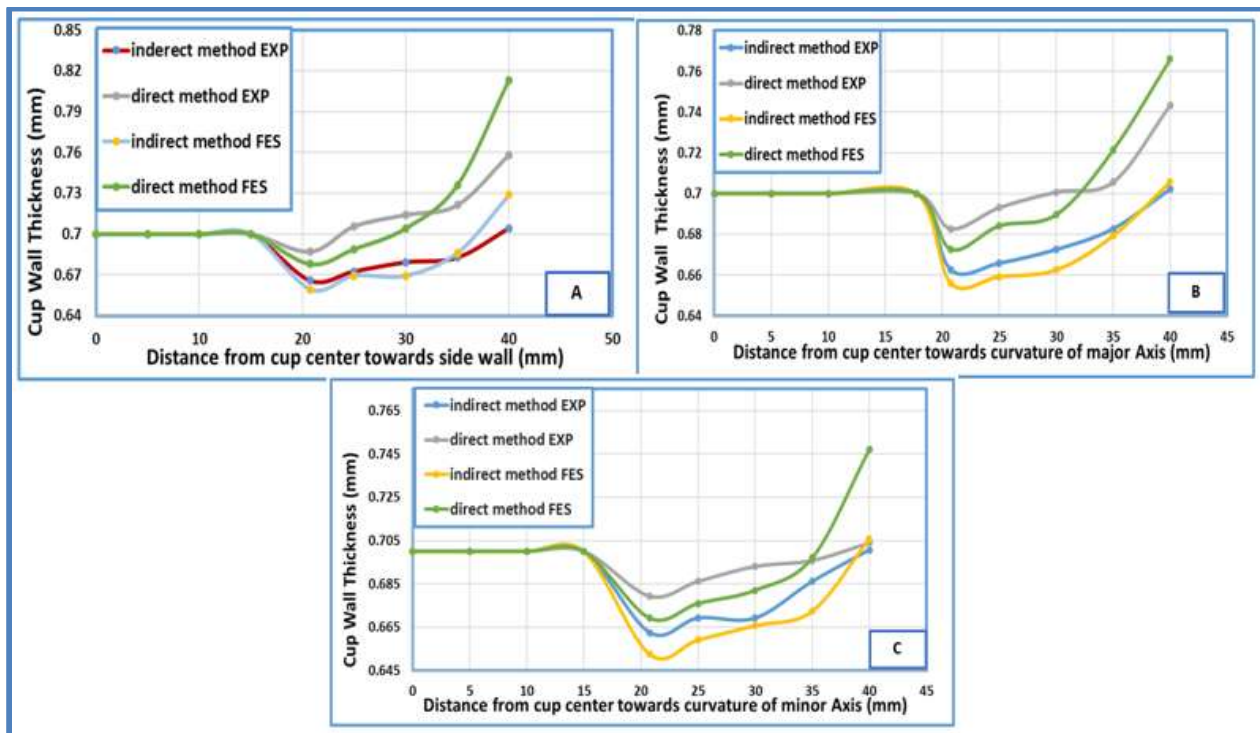 0.85
0.82
0.79
0.76
0.73
0.7
0.67
0.64
Cup Wall Thickness (mm)
inderect method EXP
direct method EXP
indirect method FES
direct method FES
A
0 10 20 30 40 50
Distance from cup center towards side wall (mm)
0.78
0.76
0.74
0.72
0.7
0.68
0.66
0.64
Cup Wall Thickness (mm)
indirect method EXP
direct method EXP
indirect method FES
direct method FES
B
0 5 10 15 20 25 30 35 40 45
Distance from cup center towards curvature of major Axis (mm)
0.765
0.745
0.725
0.705
0.685
0.665
0.645
Cup Wall Thickness (mm)
indirect method EXP
direct method EXP
indirect method FES
direct method FES
C
0 5 10 15 20 25 30 35 40 45
Distance from cup center towards curvature of minor Axis (mm)